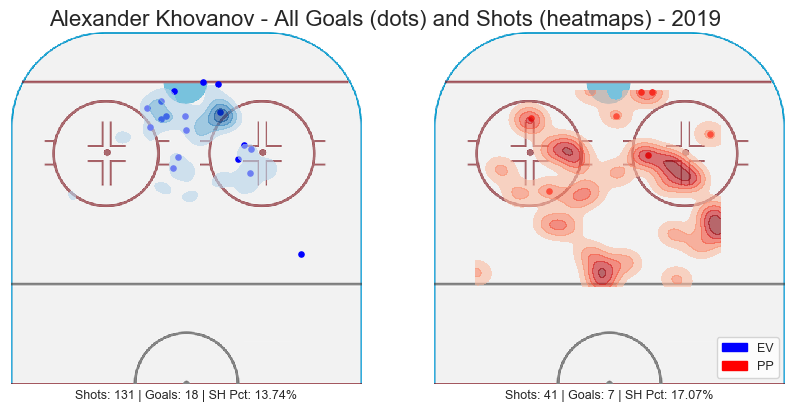 Alexander Khovanov - All Goals (dots) and Shots (heatmaps) - 2019
EV
PP
Shots: 131 | Goals: 18 | SH Pct: 13.74%
Shots: 41 | Goals: 7 | SH Pct: 17.07%